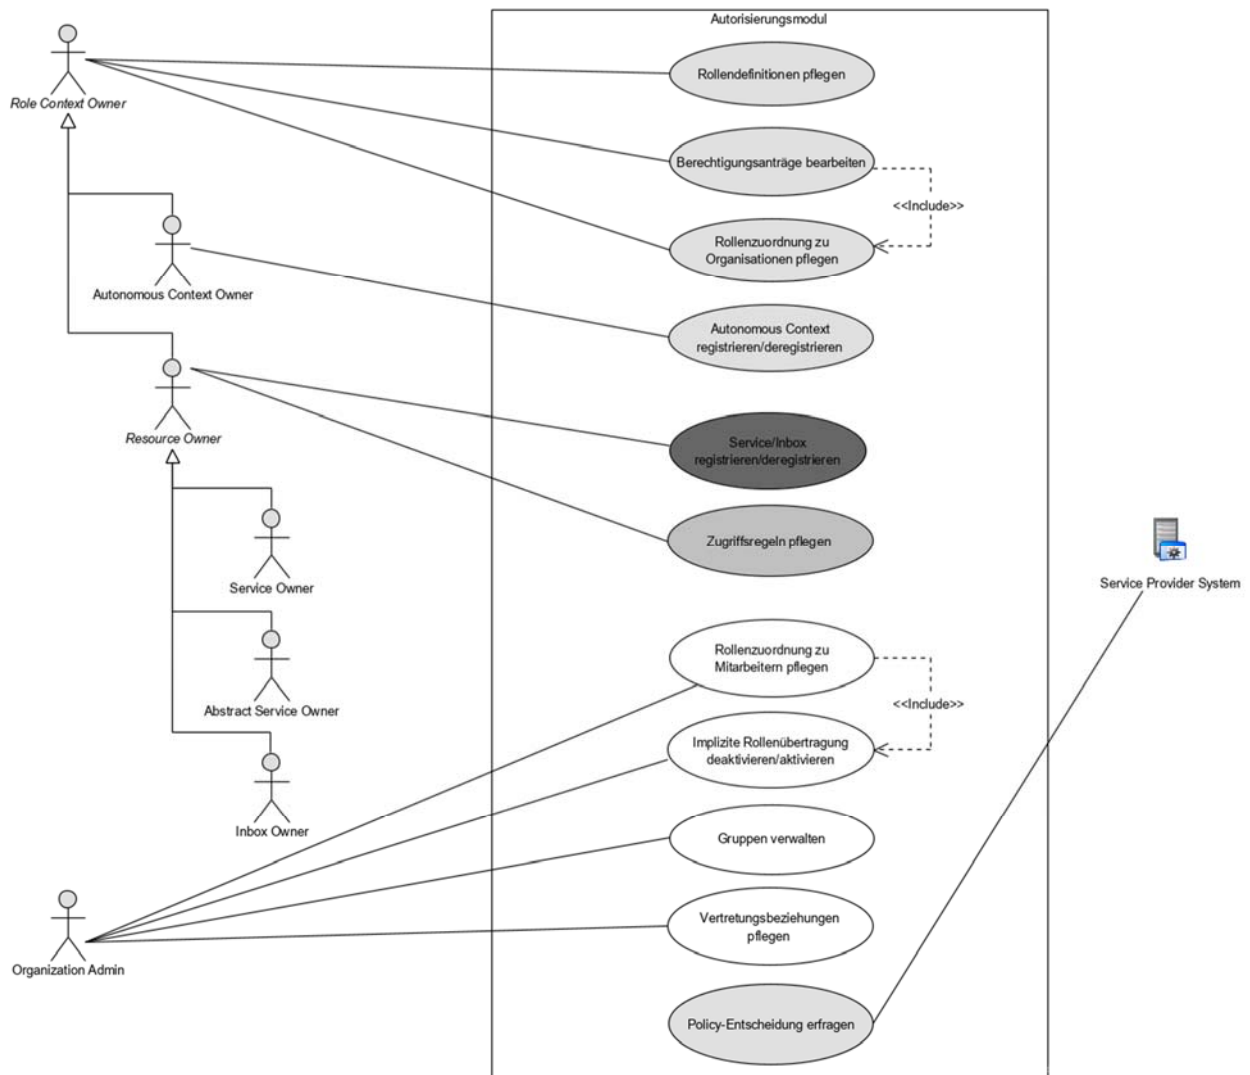 Autorisierungsmodul
Role Context Owner
Rollendefinitionen pflegen
Berechtigungsanträge bearbeiten
<<Include>>
Rollenzuordnung zu
Organisationen pflegen
Autonomous Context Owner
Autonomous Context
registrieren/deregistrieren
Resource Owner
Service/Inbox
registrieren/deregistrieren
Zugriffsregeln pflegen
Service Owner
Service Provider System
Rollenzuordnung zu
Mitarbeitern pflegen
<<Include>>
Abstract Service Owner
Implizite Rollenübertragung
deaktivieren/aktivieren
Inbox Owner
Gruppen verwalten
Vertretungsbeziehungen
pflegen
Organization Admin
Policy-Entscheidung erfragen